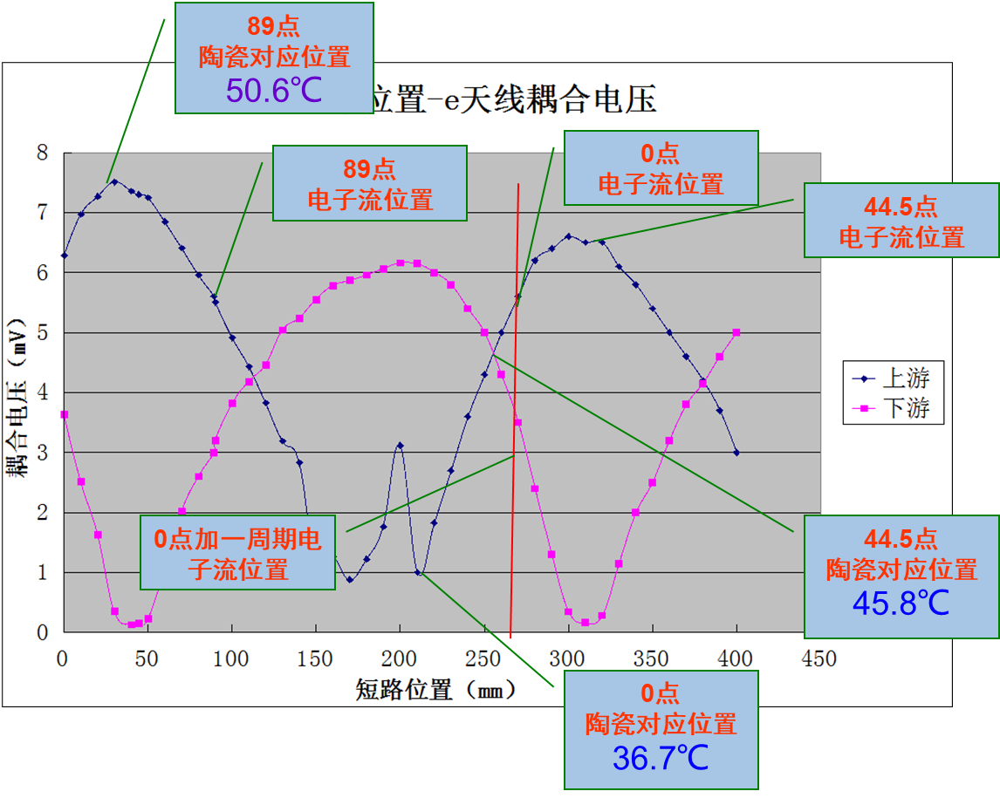 89点
陶瓷对应位置
50.6℃
位置-e天线耦合电压
89点
电子流位置
0点
电子流位置
44.5点
电子流位置
8
7
6
5
4
3
2
1
0
耦合电压（mV）
上游
下游
0点加一周期电
子流位置
44.5点
陶瓷对应位置
45.8℃
0 50 100 150 200 250 300 350 400 450
短路位置（mm）
0点
陶瓷对应位置
36.7℃